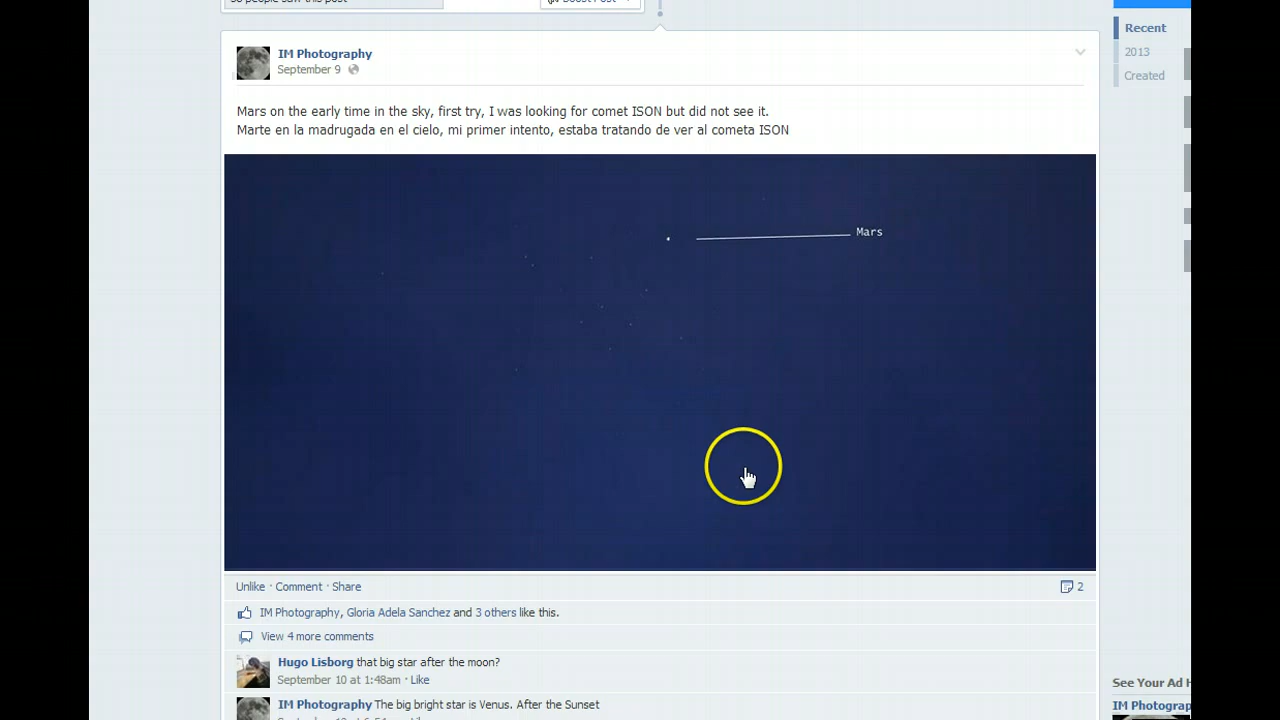 IM Photography
September 9
Mars on the early time in the sky, first try, I was looking for comet ISON but did not see it.
Marte en la madrugada en el cielo, mi primer intento, estaba tratando de ver al cometa ISON
Mars
Unlike · Comment · Share
2
IM Photography, Gloria Adela Sanchez and 3 others like this.
View 4 more comments
Hugo Lisborg that big star after the moon?
September 10 at 1:48am · Like
IM Photography The big bright star is Venus. After the Sunset
Recent
2013
Created
See Your Ad
IM Photograp